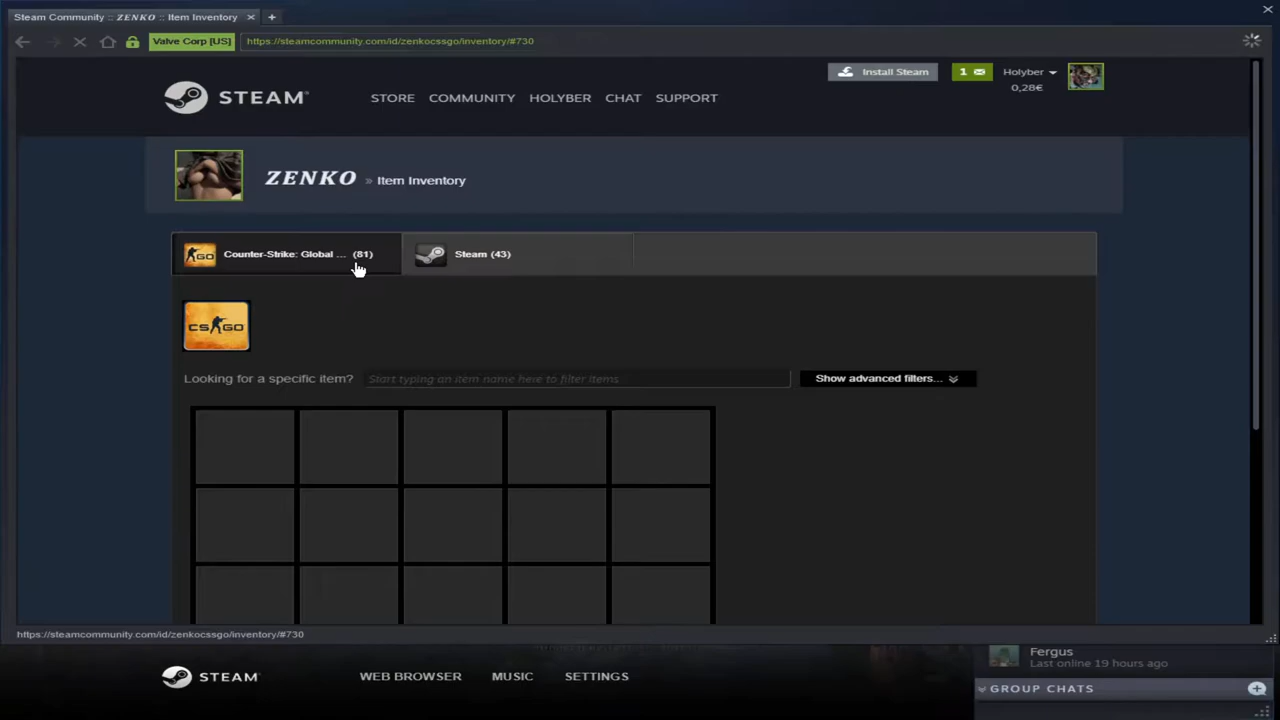 Steam Community :: ZENKO :: Item Inventory
Valve Corp [US] https://steamcommunity.com/id/zenkocssgo/inventory/#730
Install Steam
1
Holyber
0,28€
STEAM
STORE COMMUNITY HOLYBER CHAT SUPPORT
ZENKO » Item Inventory
Counter-Strike: Global ... (81)
Steam (43)
CS GO
Looking for a specific item?
Start typing an item name here to filter items
Show advanced filters...
https://steamcommunity.com/id/zenkocssgo/inventory/#730
STEAM
WEB BROWSER MUSIC SETTINGS
Fergus
Last online 19 hours ago
GROUP CHATS